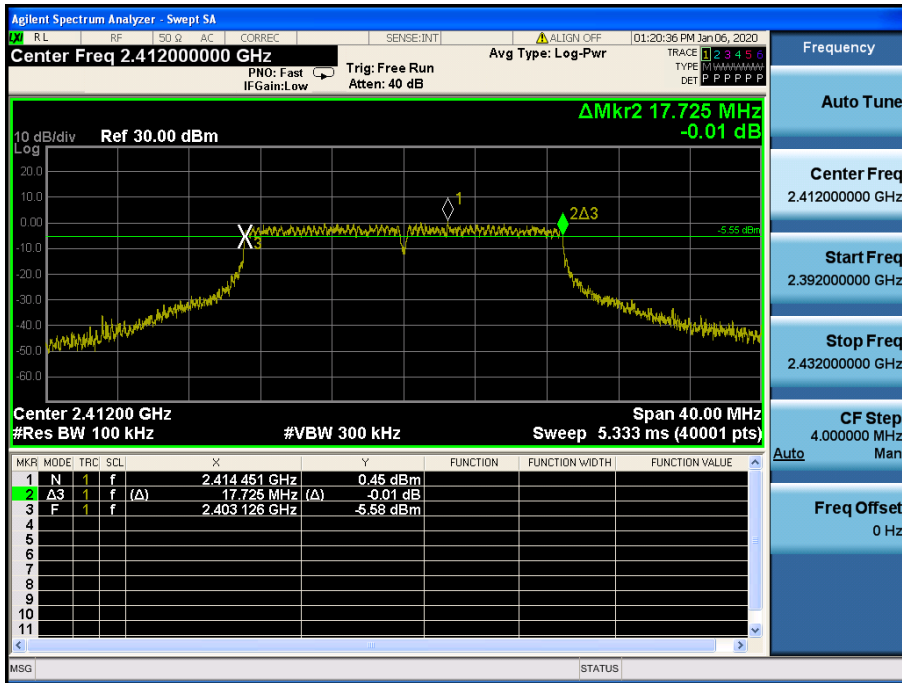 Agilent Spectrum Analyzer - Swept SA
LXI RL RF 50 Ω AC CORREC SENSE:INT ALIGN OFF 01:20:36 PM Jan 06, 2020
Center Freq 2.412000000 GHz Avg Type: Log-Pwr TRACE 1 2 3 4 5 6
PNO: Fast Trig: Free Run TYPE MWWWWW
IFGain:Low Atten: 40 dB DET P P P P P P
ΔMkr2 17.725 MHz
10 dB/div Ref 30.00 dBm -0.01 dB
Log
20.0
10.0
1
0.00
2Δ3
-5.55 dBm
3
-10.0
-20.0
-30.0
-40.0
-50.0
-60.0
Center 2.41200 GHz Span 40.00 MHz
#Res BW 100 kHz #VBW 300 kHz Sweep 5.333 ms (40001 pts)
MKR MODE TRC SCL X Y FUNCTION FUNCTION WIDTH FUNCTION VALUE
1 N 1 f 2.414 451 GHz 0.45 dBm
2 Δ3 1 f (Δ) 17.725 MHz (Δ) -0.01 dB
3 F 1 f 2.403 126 GHz -5.58 dBm
4
5
6
7
8
9
10
11
MSG STATUS
Frequency
Auto Tune
Center Freq
2.412000000 GHz
Start Freq
2.392000000 GHz
Stop Freq
2.432000000 GHz
CF Step
4.000000 MHz
Auto Man
Freq Offset
0 Hz